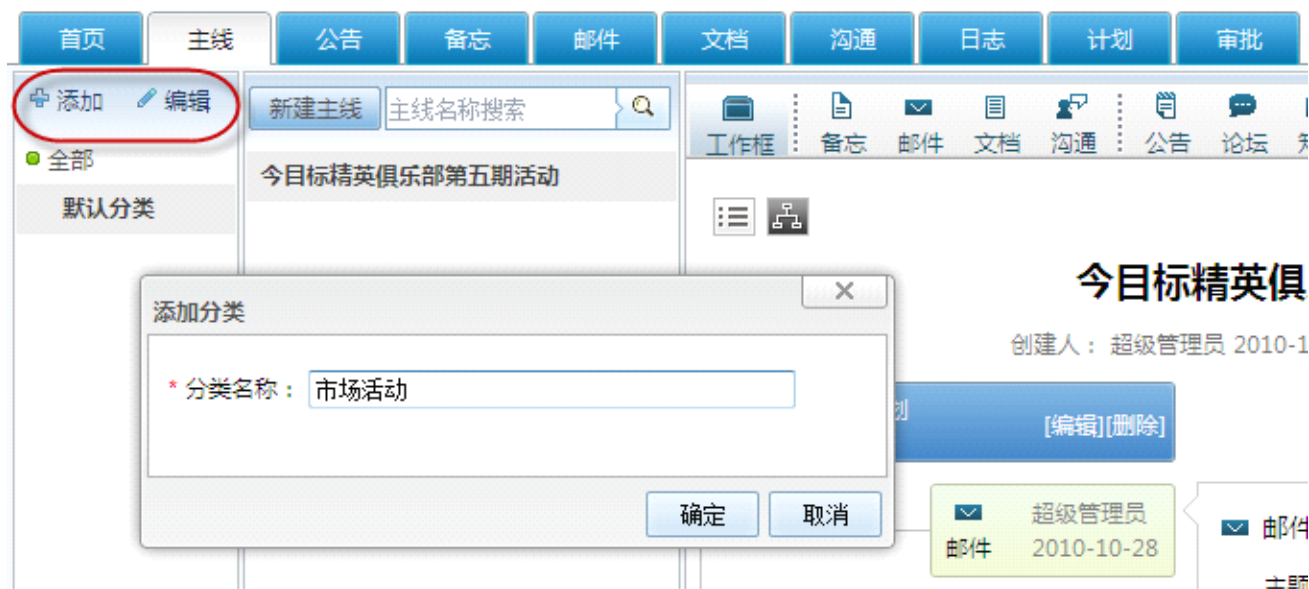 首页 主线 公告 备忘 邮件 文档 沟通 日志 计划 审批
添加 编辑
新建主线 主线名称搜索
工作框 备忘 邮件 文档 沟通 公告 论坛
全部
今目标精英俱乐部第五期活动
默认分类
今目标精英俱
添加分类
创建人： 超级管理员 2010-1
* 分类名称： 市场活动
[编辑][删除]
确定 取消
超级管理员
邮件 2010-10-28
邮件
主题